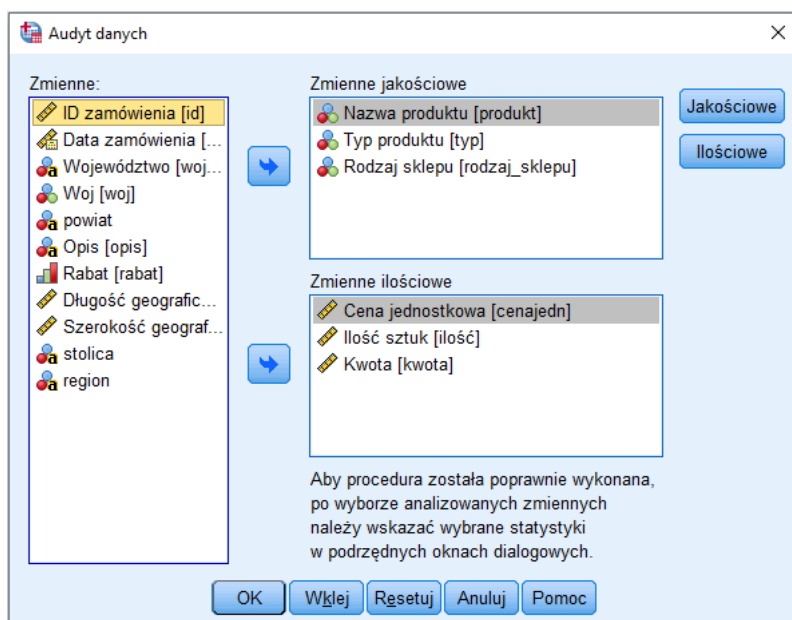 Audyt danych
Zmienne:
ID zamówienia [id]
Data zamówienia [...
Województwo [woj...
Woj [woj]
powiat
Opis [opis]
Rabat [rabat]
Długość geografic...
Szerokość geograf...
stolica
region
Zmienne jakościowe
Nazwa produktu [produkt]
Typ produktu [typ]
Rodzaj sklepu [rodzaj_sklepu]
Zmienne ilościowe
Cena jednostkowa [cenajedn]
Ilość sztuk [ilość]
Kwota [kwota]
Aby procedura została poprawnie wykonana,
po wyborze analizowanych zmiennych
należy wskazać wybrane statystyki
w podrzędnych oknach dialogowych.
Jakościowe
Ilościowe
OK Wklej Resetuj Anuluj Pomoc